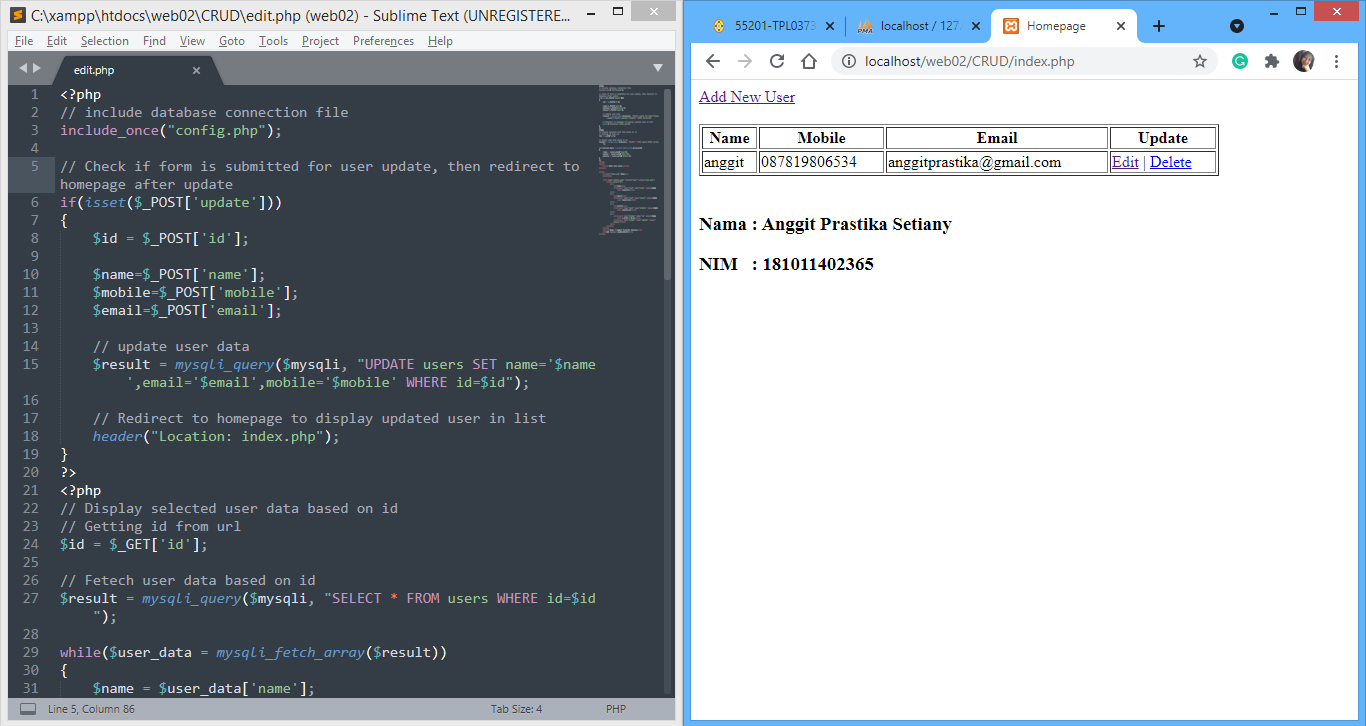 C:\xampp\htdocs\web02\CRUD\edit.php (web02) - Sublime Text (UNREGISTERE...
File Edit Selection Find View Goto Tools Project Preferences Help
edit.php
1 <?php
2 // include database connection file
3 include_once("config.php");
4
5 // Check if form is submitted for user update, then redirect to
homepage after update
6 if(isset($_POST['update']))
7 {
8 $id = $_POST['id'];
9
10 $name=$_POST['name'];
11 $mobile=$_POST['mobile'];
12 $email=$_POST['email'];
13
14 // update user data
15 $result = mysqli_query($mysqli, "UPDATE users SET name='$name
',email='$email',mobile='$mobile' WHERE id=$id");
16
17 // Redirect to homepage to display updated user in list
18 header("Location: index.php");
19 }
20 ?>
21 <?php
22 // Display selected user data based on id
23 // Getting id from url
24 $id = $_GET['id'];
25
26 // Fetech user data based on id
27 $result = mysqli_query($mysqli, "SELECT * FROM users WHERE id=$id
");
28
29 while($user_data = mysqli_fetch_array($result))
30 {
31 $name = $user_data['name'];
Line 5, Column 86 Tab Size: 4 PHP
55201-TPL0373 localhost / 127. Homepage
localhost/web02/CRUD/index.php
Add New User
Name Mobile Email Update
anggit 087819806534 anggitprastika@gmail.com Edit | Delete
Nama : Anggit Prastika Setiany
NIM : 181011402365